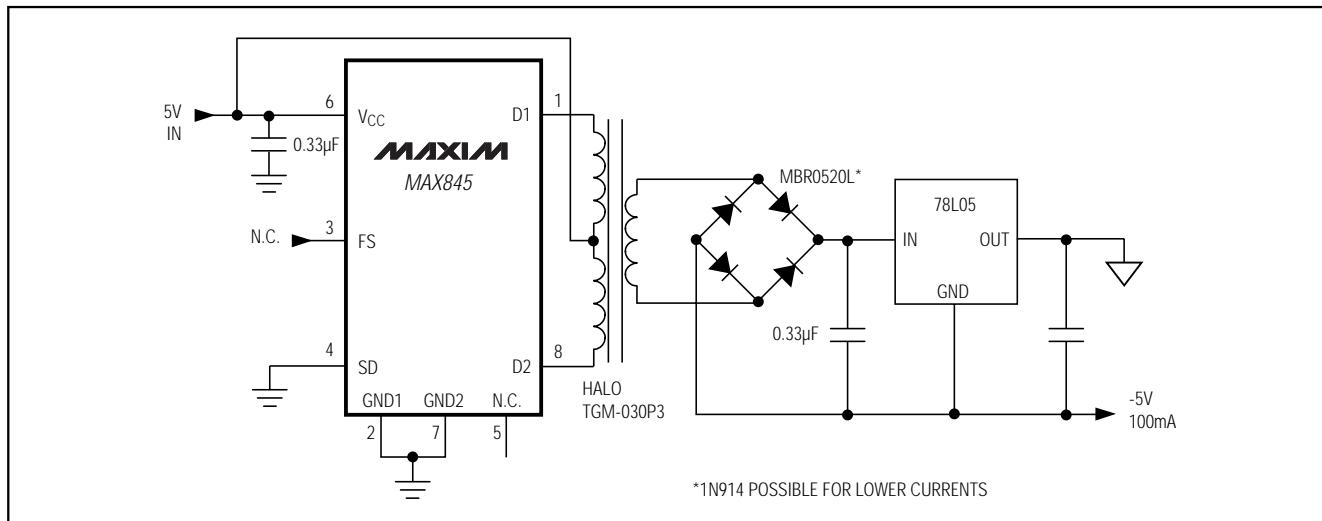 5V
IN
0.33µF
6
VCC
D1
1
MAXIM
MAX845
N.C.
3
FS
4
SD
D2
8
GND1
GND2
N.C.
2
7
5
HALO
TGM-030P3
MBR0520L*
0.33µF
78L05
IN
OUT
GND
-5V
100mA
*1N914 POSSIBLE FOR LOWER CURRENTS